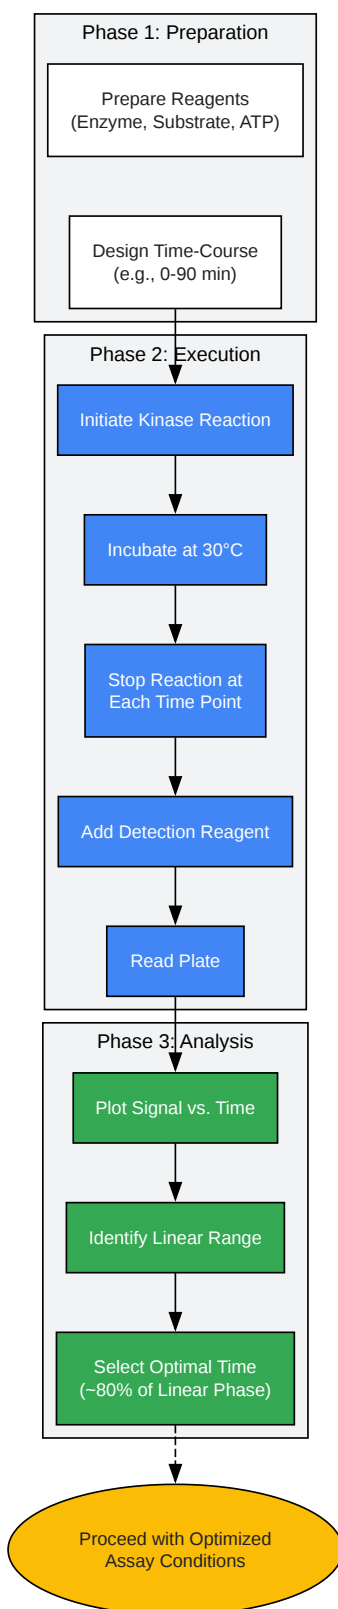 Phase 1: Preparation
Prepare Reagents
(Enzyme, Substrate, ATP)
Design Time-Course
(e.g., 0-90 min)
Phase 2: Execution
Initiate Kinase Reaction
Incubate at 30°C
Stop Reaction at
Each Time Point
Add Detection Reagent
Read Plate
Phase 3: Analysis
Plot Signal vs. Time
Identify Linear Range
Select Optimal Time
(~80% of Linear Phase)
Proceed with Optimized
Assay Conditions